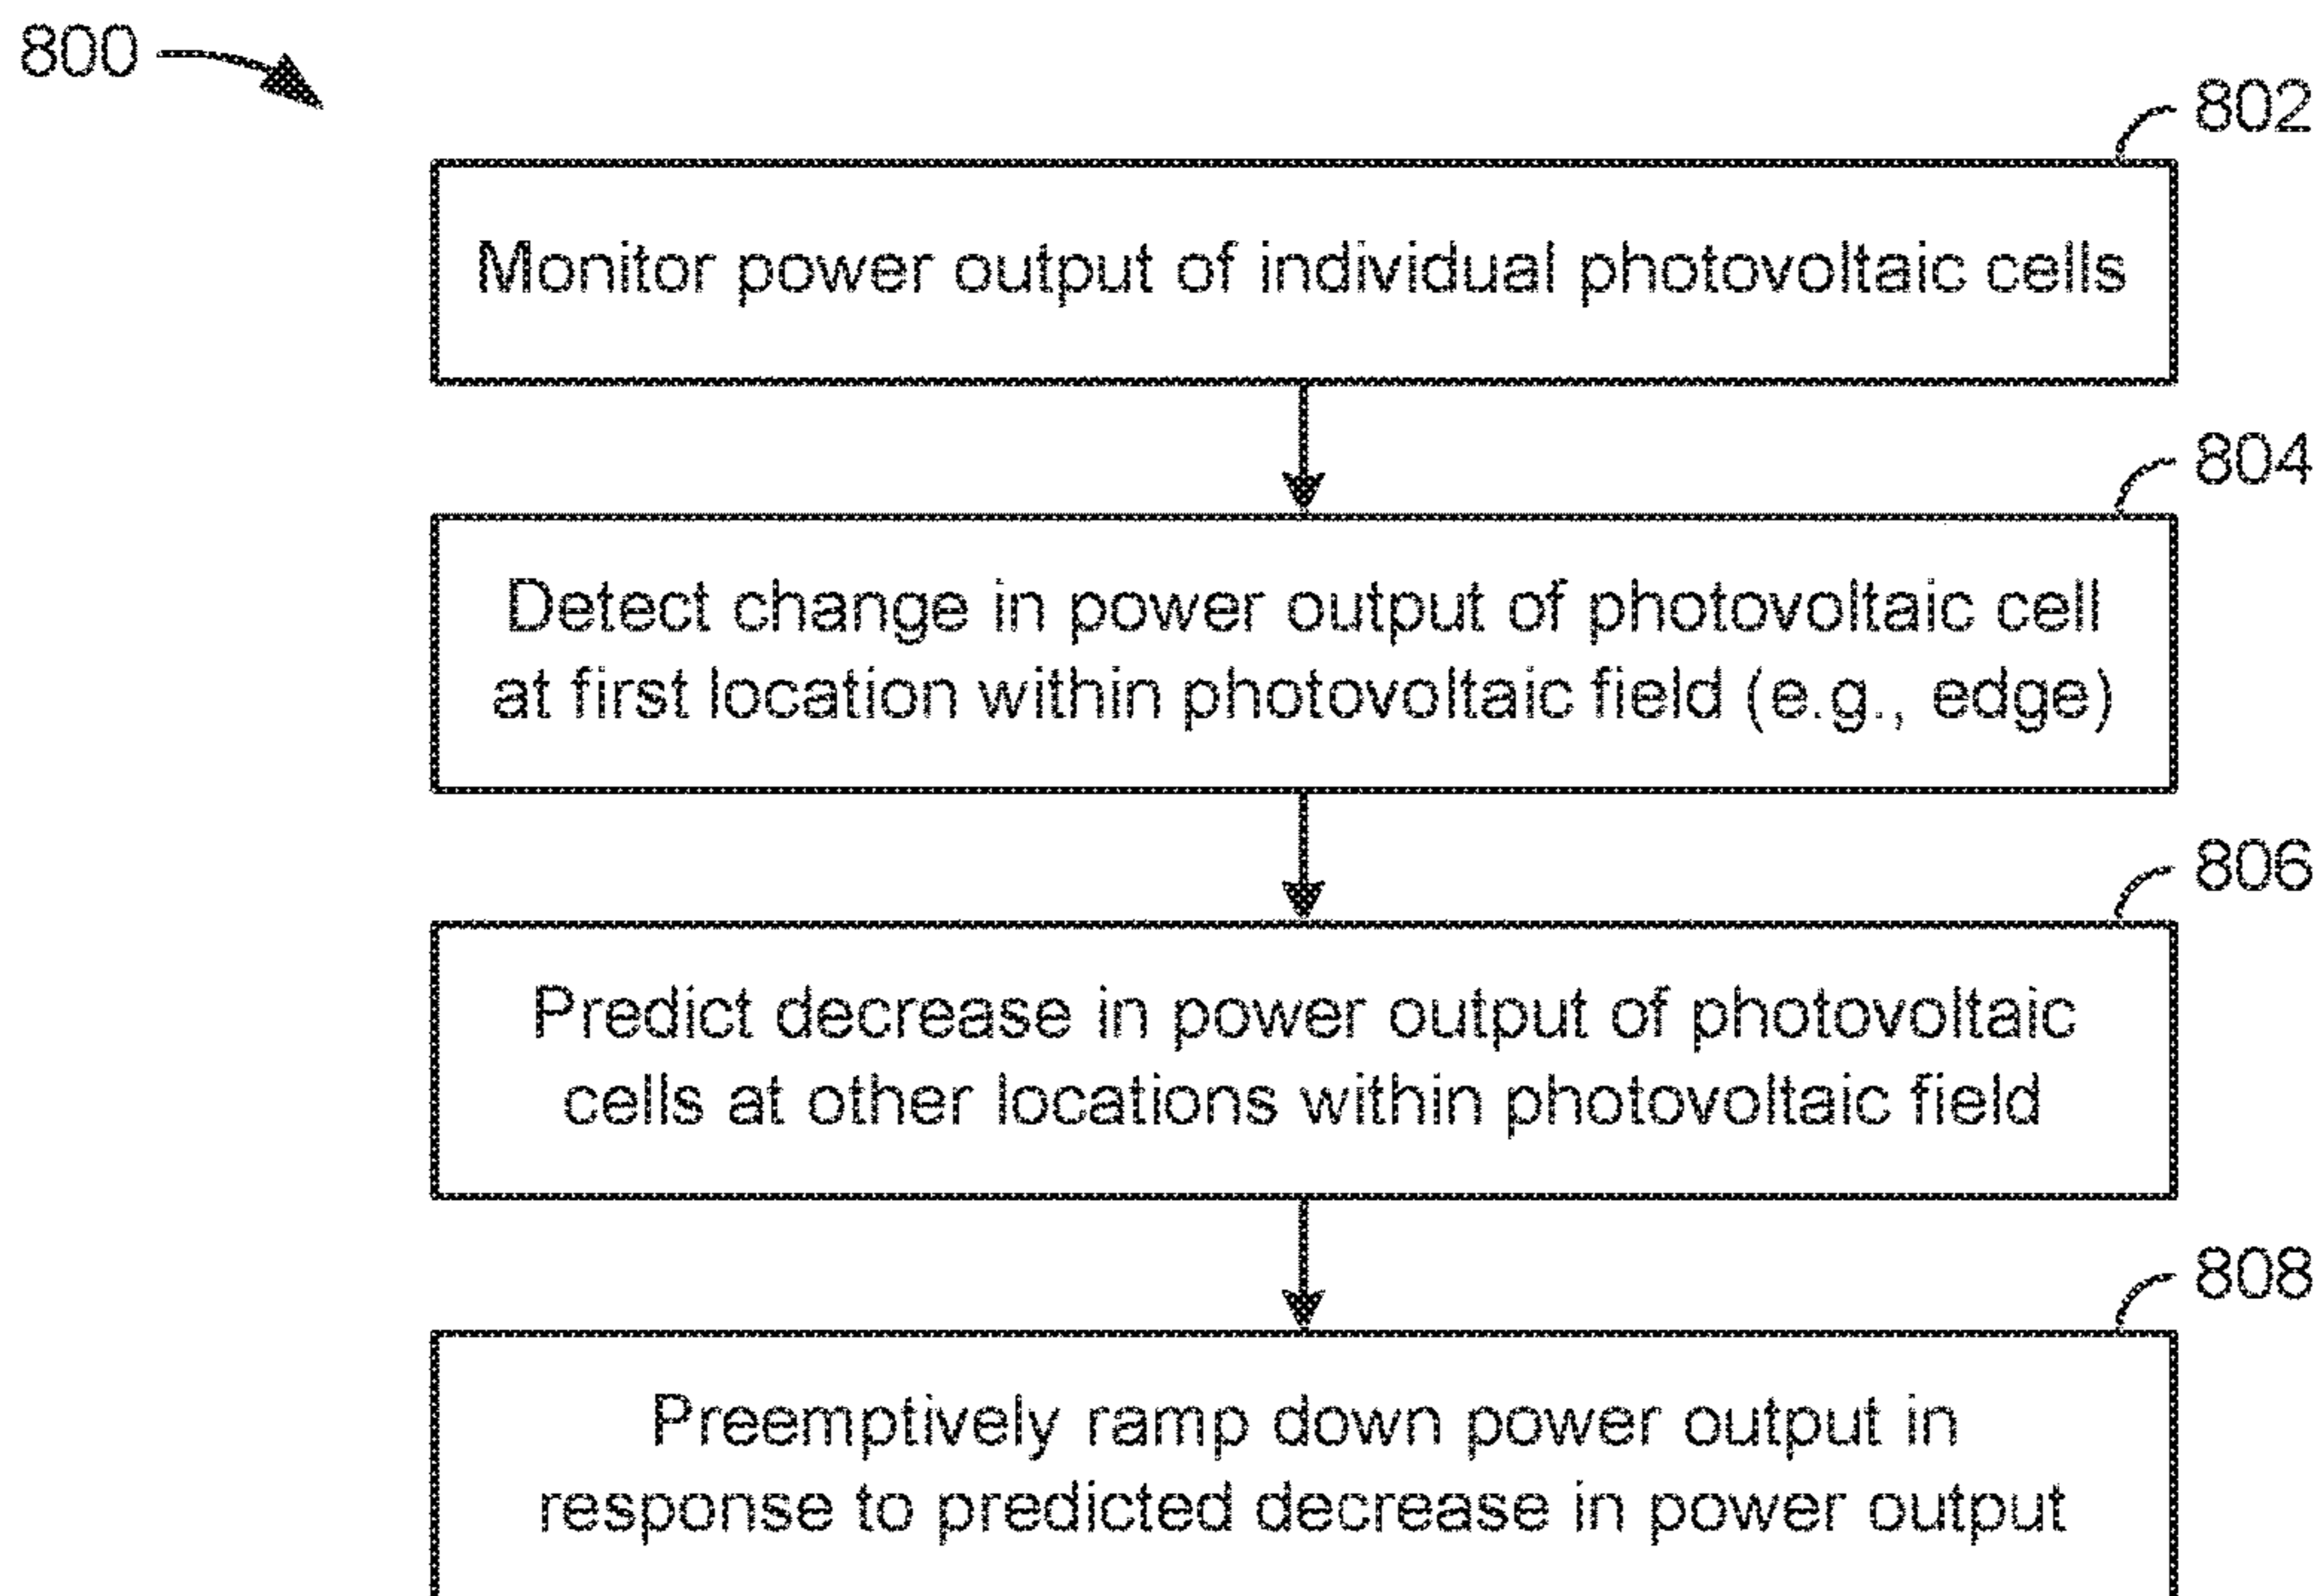 800
802
Monitor power output of individual photovoltaic cells
804
Detect change in power output of photovoltaic cell
at first location within photovoltaic field (e.g., edge)
806
Predict decrease in power output of photovoltaic
cells at other locations within photovoltaic field
808
Preemptively ramp down power output in
response to predicted decrease in power output